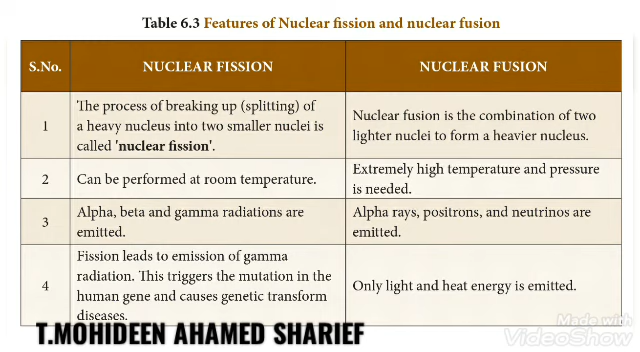 Table 6.3 Features of Nuclear fission and nuclear fusion
S.No.
NUCLEAR FISSION
NUCLEAR FUSION
1
The process of breaking up (splitting) of
a heavy nucleus into two smaller nuclei is
called 'nuclear fission'.
Nuclear fusion is the combination of two
lighter nuclei to form a heavier nucleus.
2
Can be performed at room temperature.
Extremely high temperature and pressure
is needed.
3
Alpha, beta and gamma radiations are
emitted.
Alpha rays, positrons, and neutrinos are
emitted.
4
Fission leads to emission of gamma
radiation. This triggers the mutation in the
human gene and causes genetic transform
diseases.
Only light and heat energy is emitted.
T.MOHIDEEN AHAMED SHARIEF
Made with
VideoShow